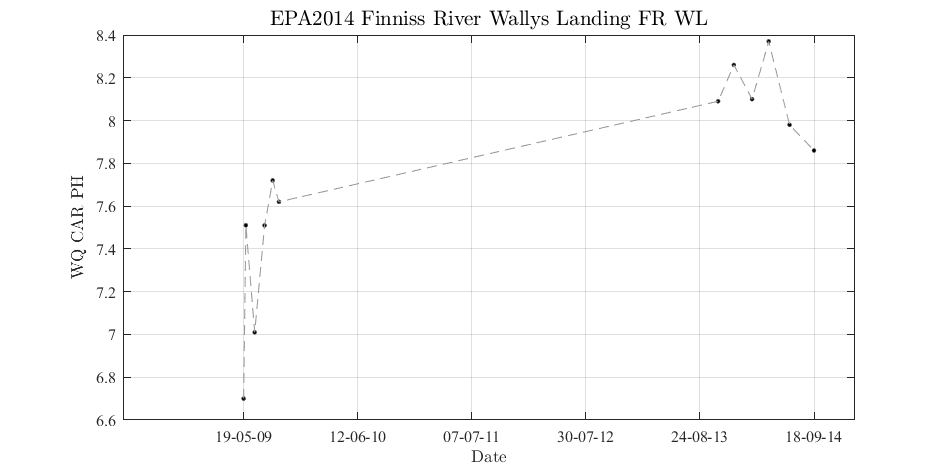 EPA2014 Finniss River Wallys Landing FR WL
8.4
8.2
8
7.8
7.6
7.4
7.2
7
6.8
6.6
WQ CAR PH
19-05-09 12-06-10 07-07-11 30-07-12 24-08-13 18-09-14
Date